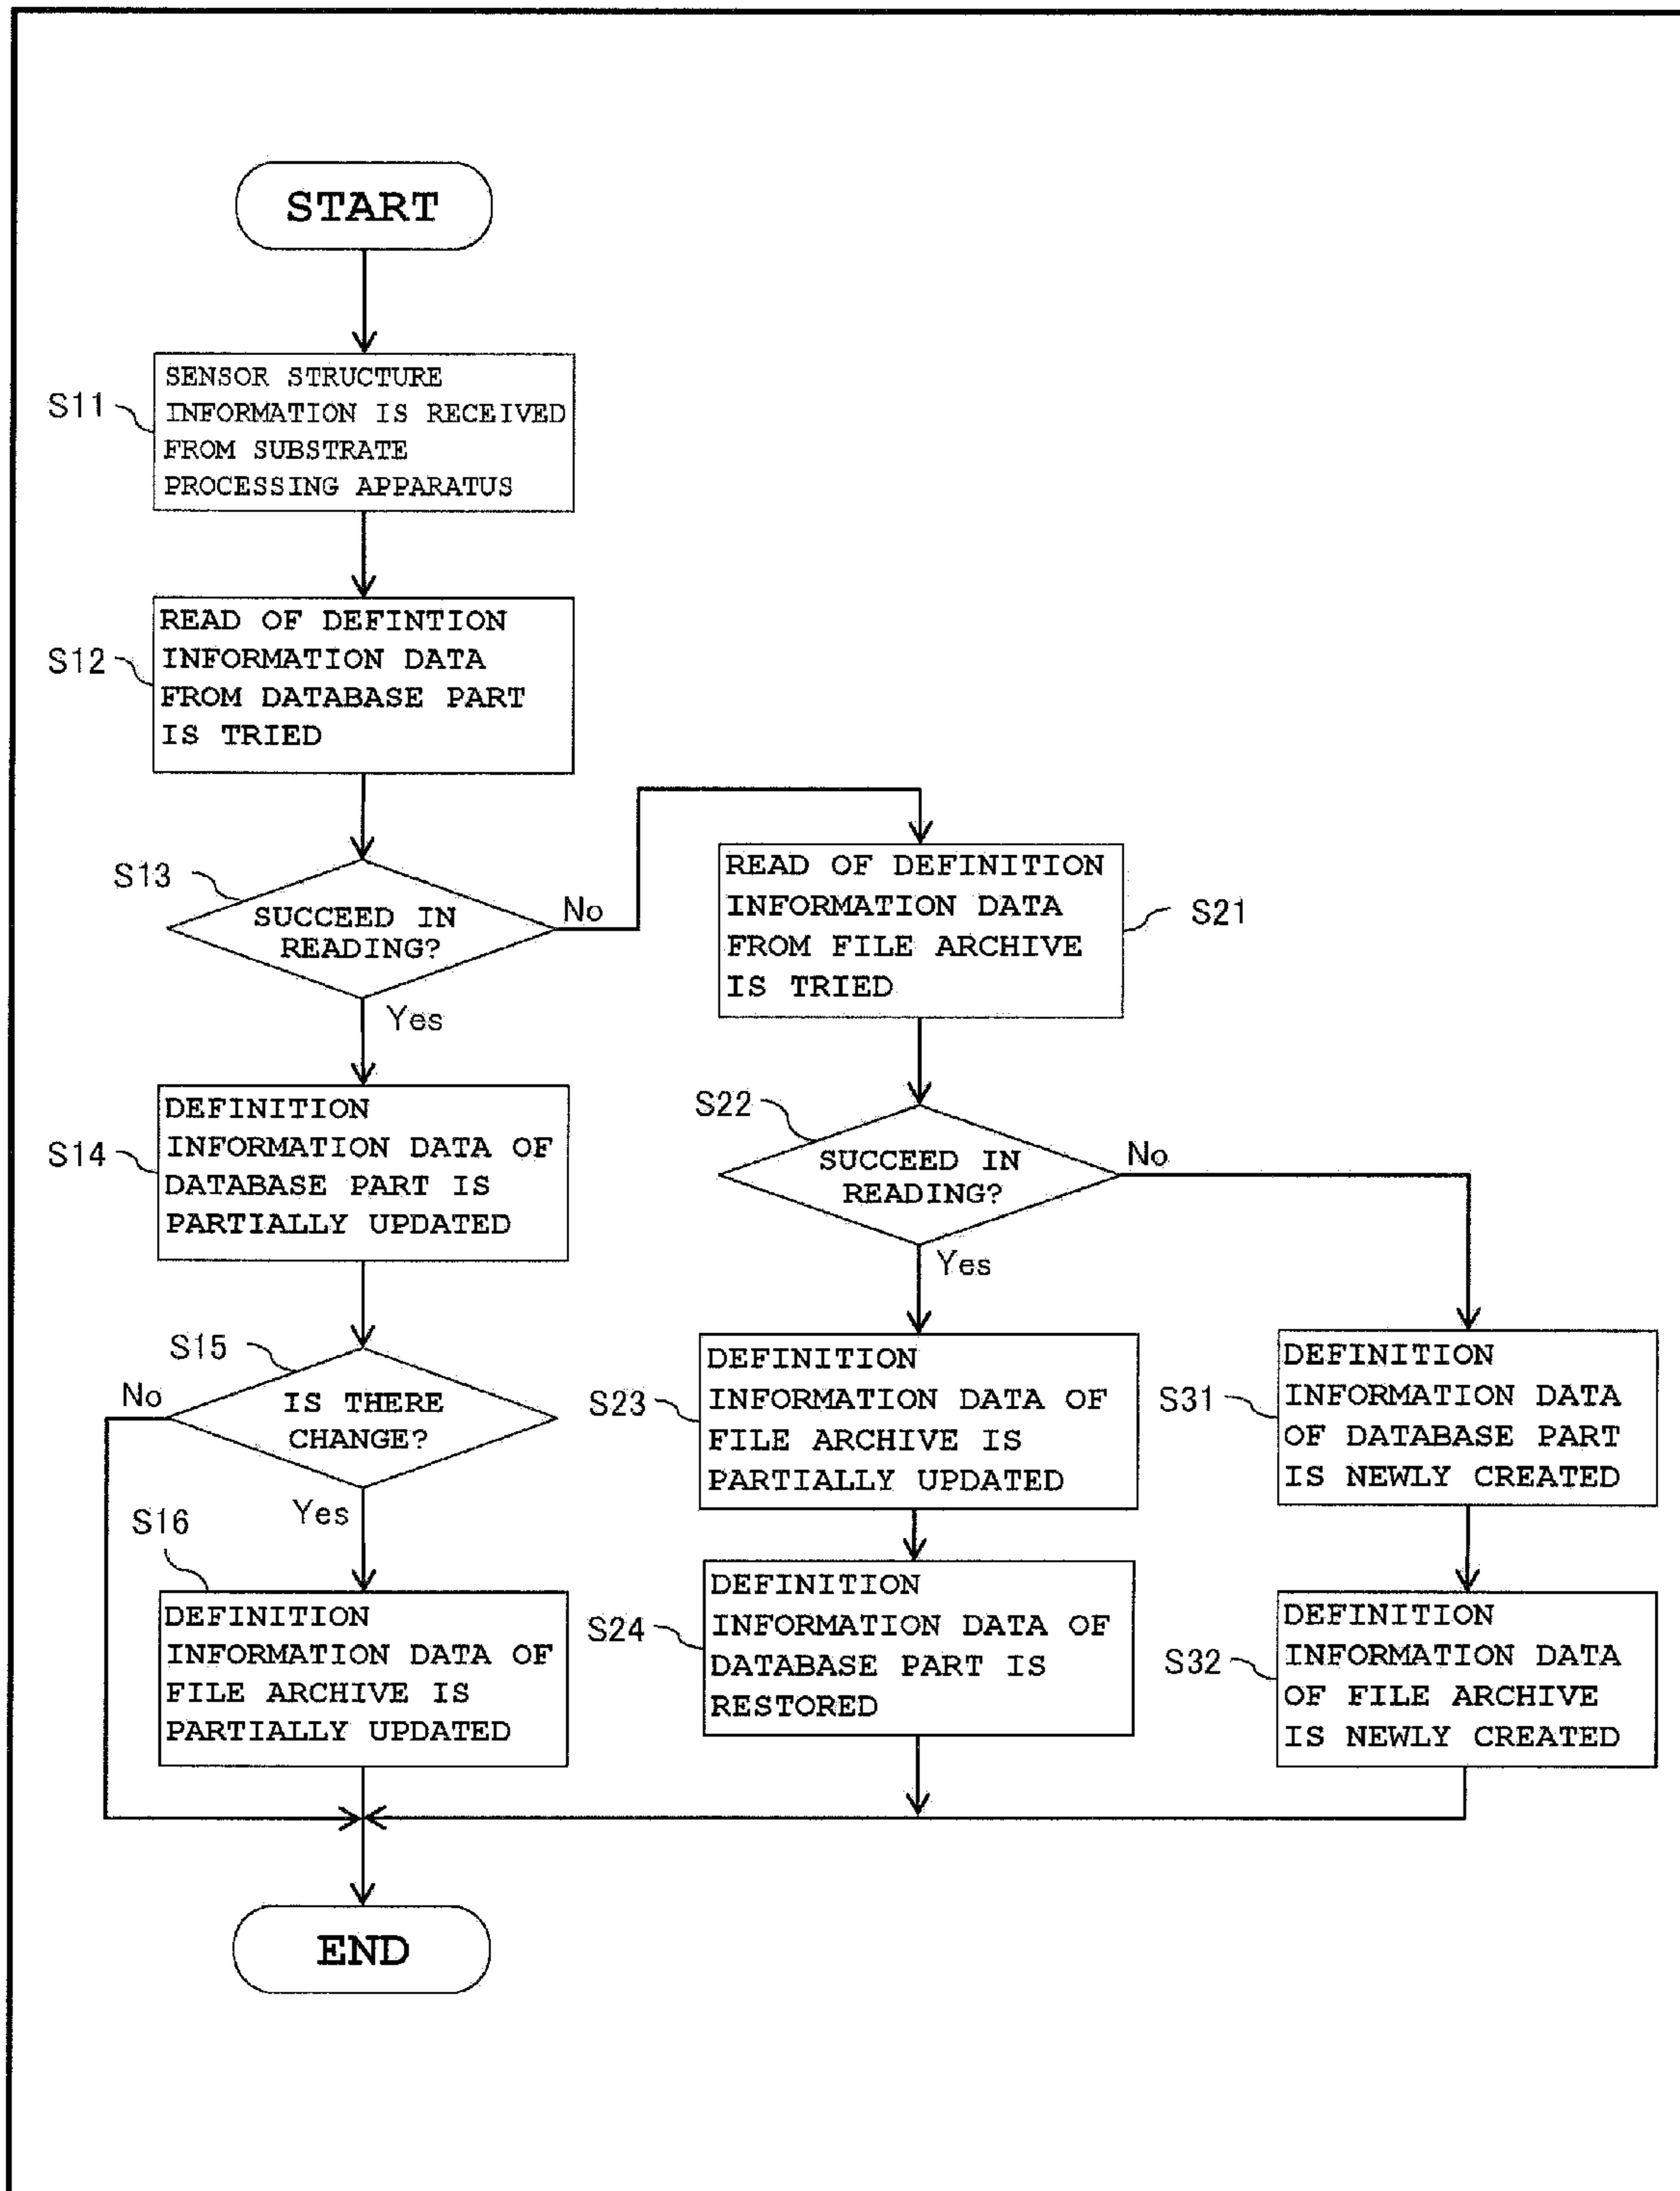 START
S11
SENSOR STRUCTURE
INFORMATION IS RECEIVED
FROM SUBSTRATE
PROCESSING APPARATUS
S12
READ OF DEFINTION
INFORMATION DATA
FROM DATABASE PART
IS TRIED
S13
SUCCEED IN
READING?
No
Yes
S14
DEFINITION
INFORMATION DATA OF
DATABASE PART IS
PARTIALLY UPDATED
S15
IS THERE
CHANGE?
No
Yes
S16
DEFINITION
INFORMATION DATA OF
FILE ARCHIVE IS
PARTIALLY UPDATED
S21
READ OF DEFINITION
INFORMATION DATA
FROM FILE ARCHIVE
IS TRIED
S22
SUCCEED IN
READING?
No
Yes
S23
DEFINITION
INFORMATION DATA OF
FILE ARCHIVE IS
PARTIALLY UPDATED
S24
DEFINITION
INFORMATION DATA OF
DATABASE PART IS
RESTORED
S31
DEFINITION
INFORMATION DATA
OF DATABASE PART
IS NEWLY CREATED
S32
DEFINITION
INFORMATION DATA
OF FILE ARCHIVE
IS NEWLY CREATED
END